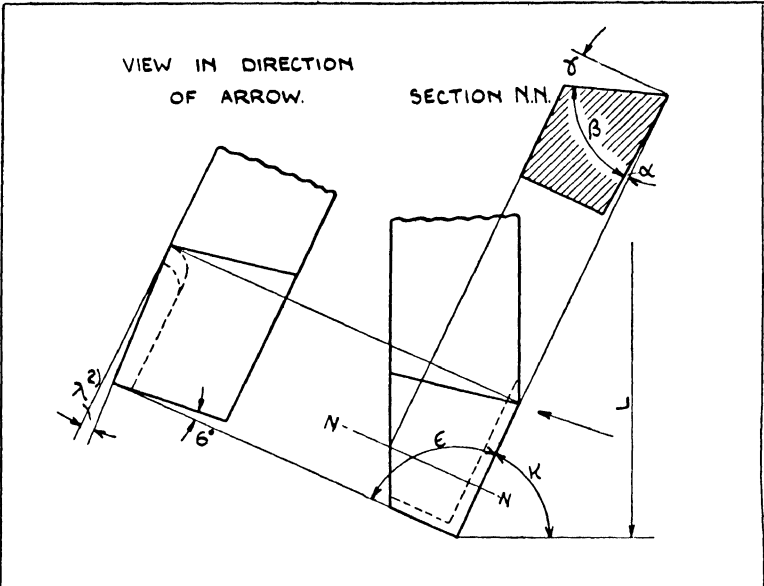 VIEW IN DIRECTION
OF ARROW.
SECTION N.N.
γ
β
α
λ 2)
6°
N-
ε
-N
κ
L